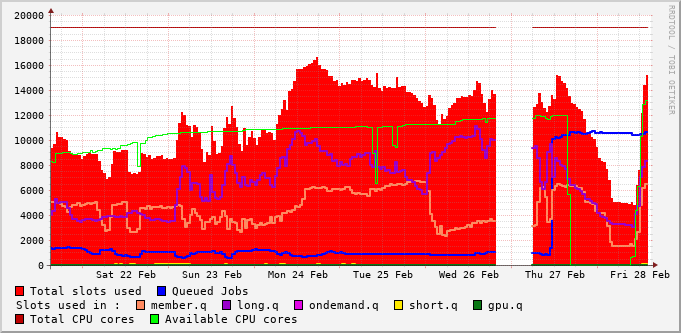 20000
18000
16000
14000
12000
10000
8000
6000
4000
2000
0
Sat 22 Feb Sun 23 Feb Mon 24 Feb Tue 25 Feb Wed 26 Feb Thu 27 Feb Fri 28 Feb
Total slots used Queued Jobs
Slots used in : member.q long.q ondemand.q short.q gpu.q
Total CPU cores Available CPU cores
RRDTOOL / TOBI OETIKER